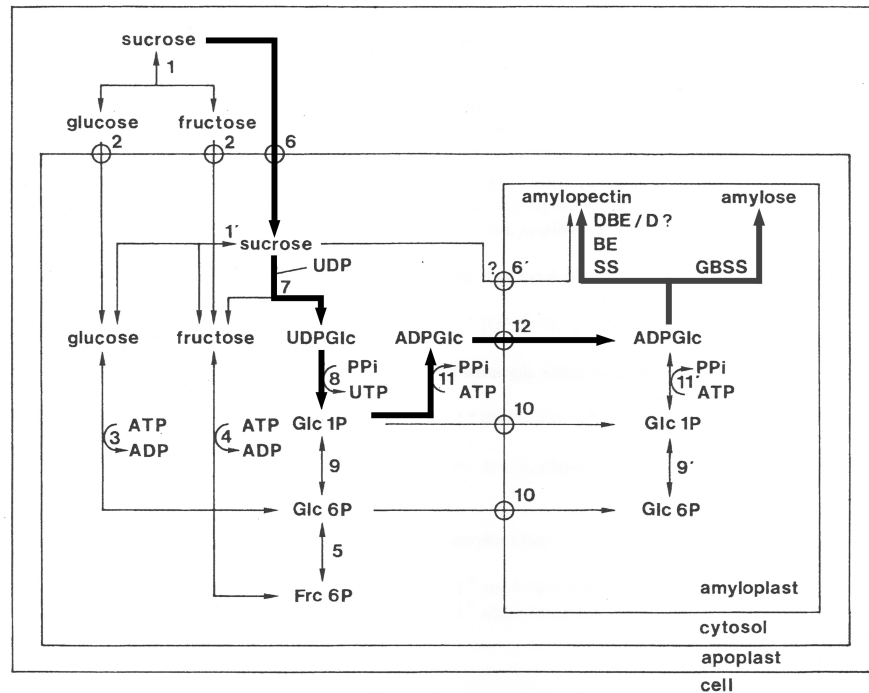 sucrose
1
glucose
fructose
2
2
6
amylopectin
amylose
DBE / D ?
BE
SS
GBSS
1′
sucrose
UDP
? 6′
7
glucose
fructose
UDPGlc
ADPGlc
12
ADPGlc
8
PPi
UTP
11
PPi
ATP
11′
PPi
ATP
3
ATP
ADP
4
ATP
ADP
Glc 1P
10
Glc 1P
9
9′
Glc 6P
10
Glc 6P
5
Frc 6P
amyloplast
cytosol
apoplast
cell